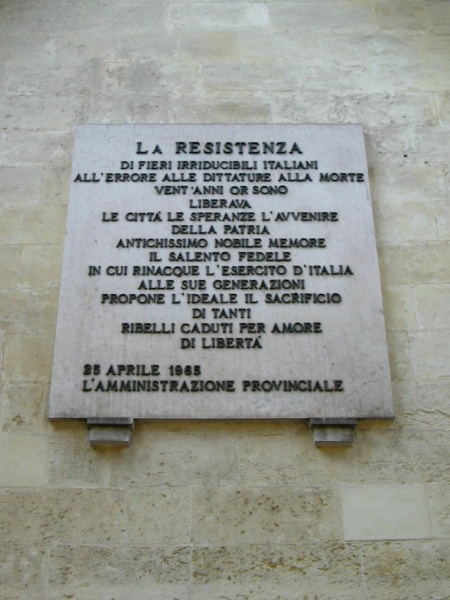 LA RESISTENZA
DI FIERI IRRIDUCIBILI ITALIANI
ALL'ERRORE ALLE DITTATURE ALLA MORTE
VENT'ANNI OR SONO
LIBERAVA
LE CITTÀ LE SPERANZE L'AVVENIRE
DELLA PATRIA
ANTICHISSIMO NOBILE MEMORE
IL SALENTO FEDELE
IN CUI RINACQUE L'ESERCITO D'ITALIA
ALLE SUE GENERAZIONI
PROPONE L'IDEALE IL SACRIFICIO
DI TANTI
RIBELLI CADUTI PER AMORE
DI LIBERTÀ
25 APRILE 1965
L'AMMINISTRAZIONE PROVINCIALE